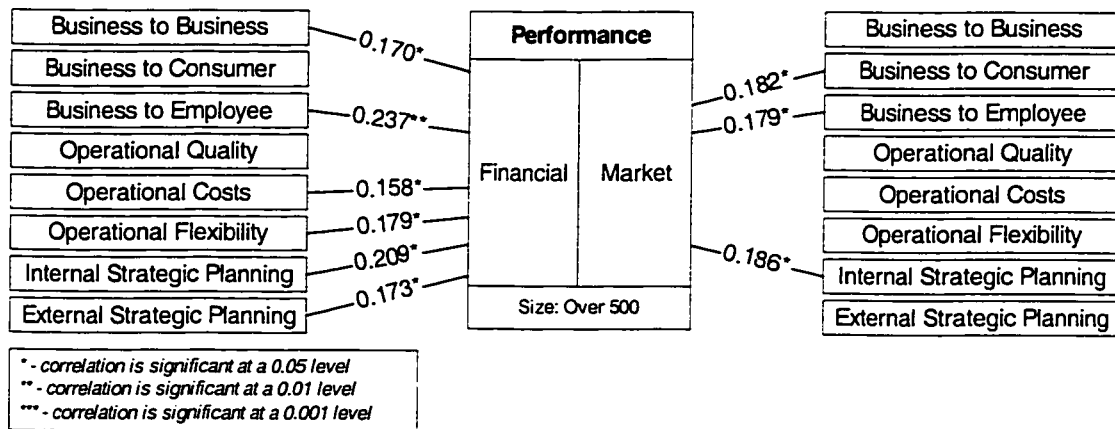 Business to Business
Business to Consumer
Business to Employee
Operational Quality
Operational Costs
Operational Flexibility
Internal Strategic Planning
External Strategic Planning
0.170*
0.237**
0.158*
0.179*
0.209*
0.173*
Performance
Financial
Market
Size: Over 500
0.182*
0.179*
0.186*
Business to Business
Business to Consumer
Business to Employee
Operational Quality
Operational Costs
Operational Flexibility
Internal Strategic Planning
External Strategic Planning
* - correlation is significant at a 0.05 level
** - correlation is significant at a 0.01 level
*** - correlation is significant at a 0.001 level